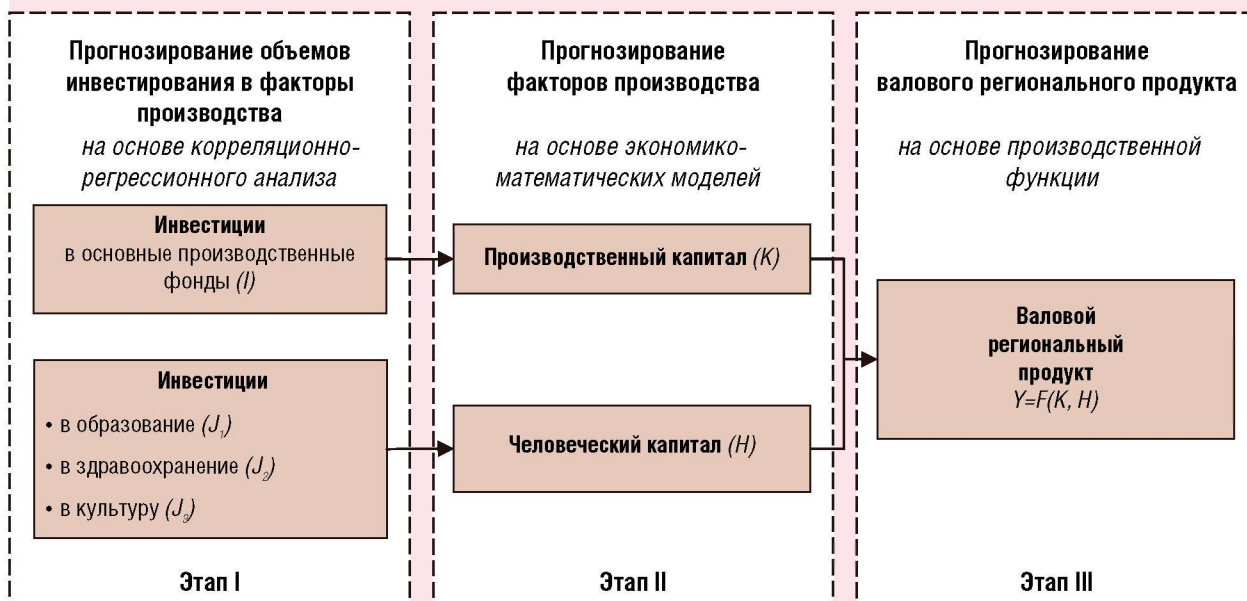 Прогнозирование объемов
инвестирования в факторы
производства
на основе корреляционно-
регрессионного анализа
Инвестиции
в основные производственные
фонды (I)
Инвестиции
• в образование (J₁)
• в здравоохранение (J₂)
• в культуру (J₃)
Этап I
Прогнозирование
факторов производства
на основе экономико-
математических моделей
Производственный капитал (K)
Человеческий капитал (H)
Этап II
Прогнозирование
валового регионального продукта
на основе производственной
функции
Валовой
региональный
продукт
Y=F(K, H)
Этап III